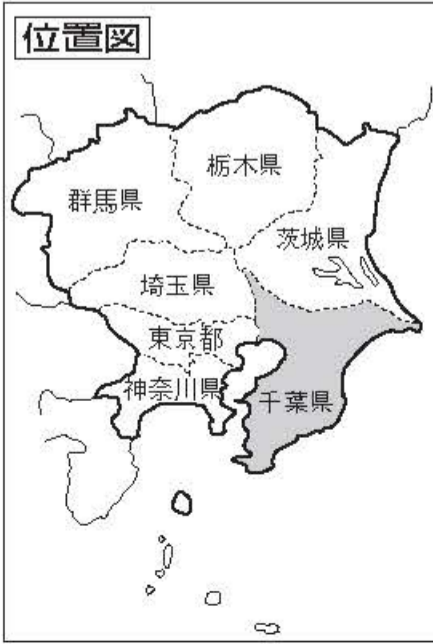 位置図
栃木県
群馬県
茨城県
埼玉県
東京都
神奈川県
千葉県